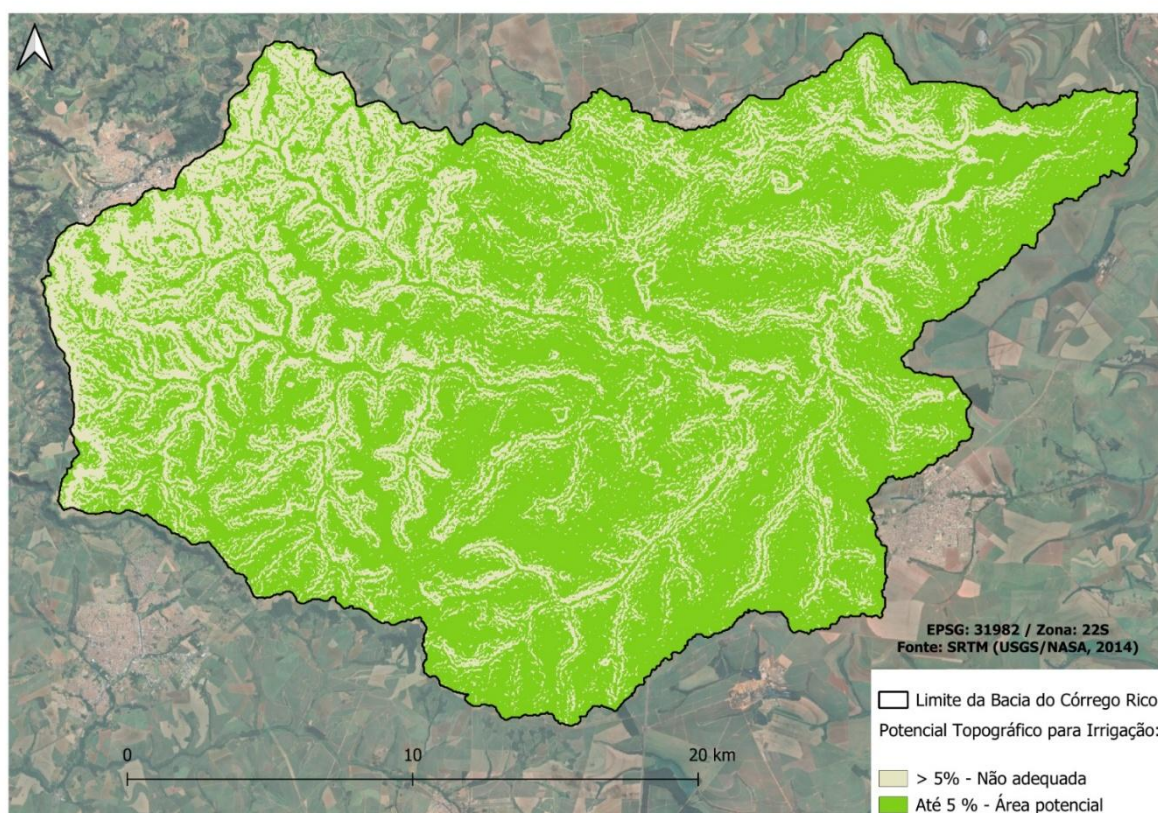 EPSG: 31982 / Zona: 22S
Fonte: SRTM (USGS/NASA, 2014)
Limite da Bacia do Córrego Rico
Potencial Topográfico para Irrigação:
> 5% - Não adequada
Até 5 % - Área potencial
0 10 20 km